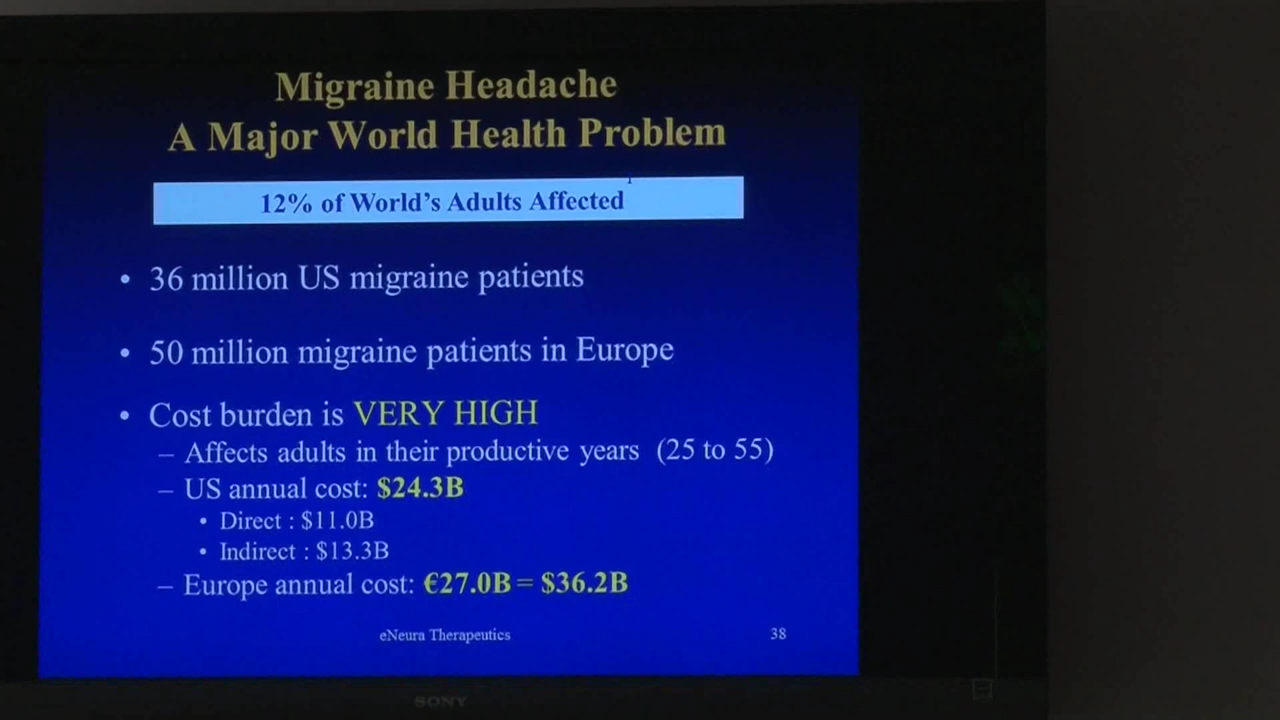 Migraine Headache
A Major World Health Problem
12% of World's Adults Affected¹
• 36 million US migraine patients
• 50 million migraine patients in Europe
• Cost burden is VERY HIGH
– Affects adults in their productive years (25 to 55)
– US annual cost: $24.3B
• Direct : $11.0B
• Indirect : $13.3B
– Europe annual cost: €27.0B = $36.2B
eNeura Therapeutics 38
SONY